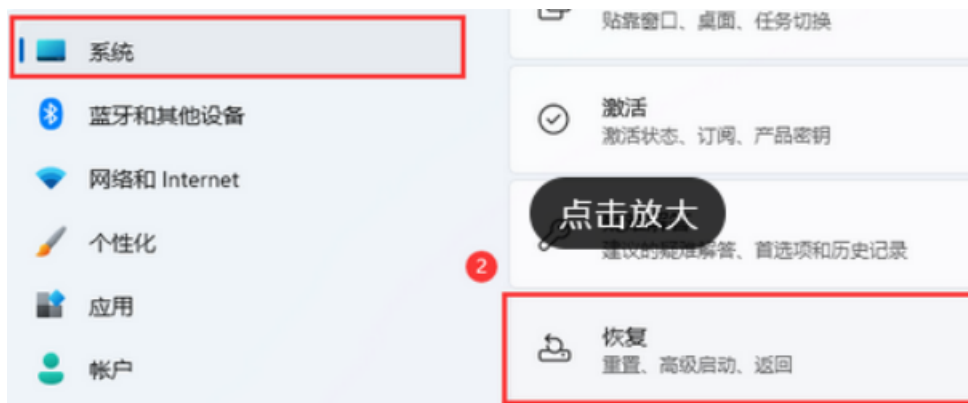 系统
蓝牙和其他设备
网络和 Internet
个性化
应用
帐户
贴靠窗口、桌面、任务切换
激活
激活状态、订阅、产品密钥
点击放大
建议的疑难解答、首选项和历史记录
2
恢复
重置、高级启动、返回